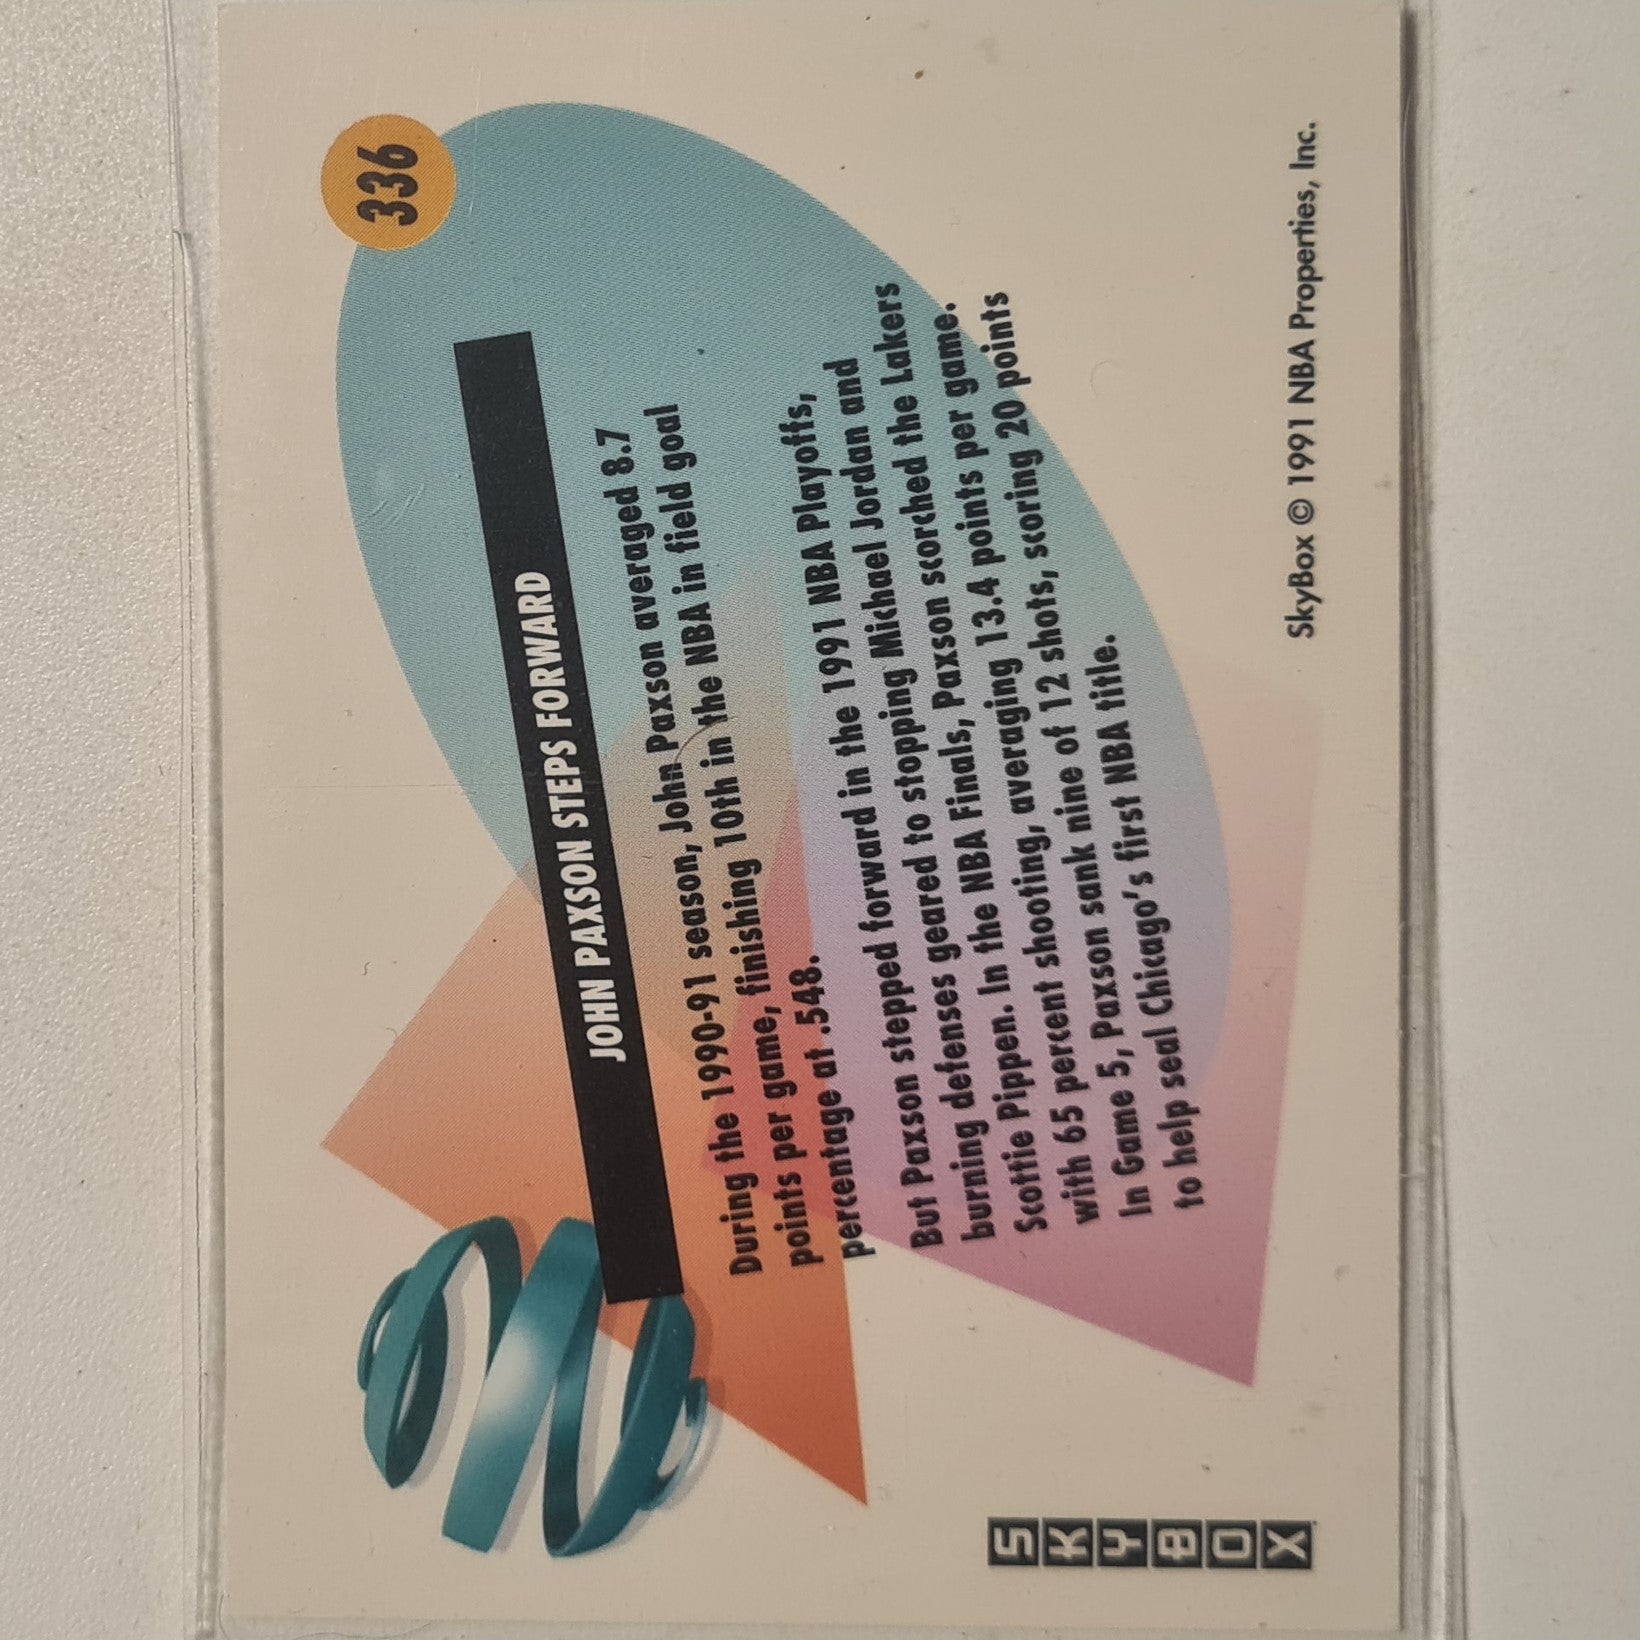 336
JOHN PAXSON STEPS FORWARD
During the 1990-91 season, John Paxson averaged 8.7
points per game, finishing 10th in the NBA in field goal
percentage at .548.
But Paxson stepped forward in the 1991 NBA Playoffs,
burning defenses geared to stopping Michael Jordan and
Scottie Pippen. In the NBA Finals, Paxson scorched the Lakers
with 65 percent shooting, averaging 13.4 points per game.
In Game 5, Paxson sank nine of 12 shots, scoring 20 points
to help seal Chicago's first NBA title.
SKYBOX
SkyBox © 1991 NBA Properties, Inc.